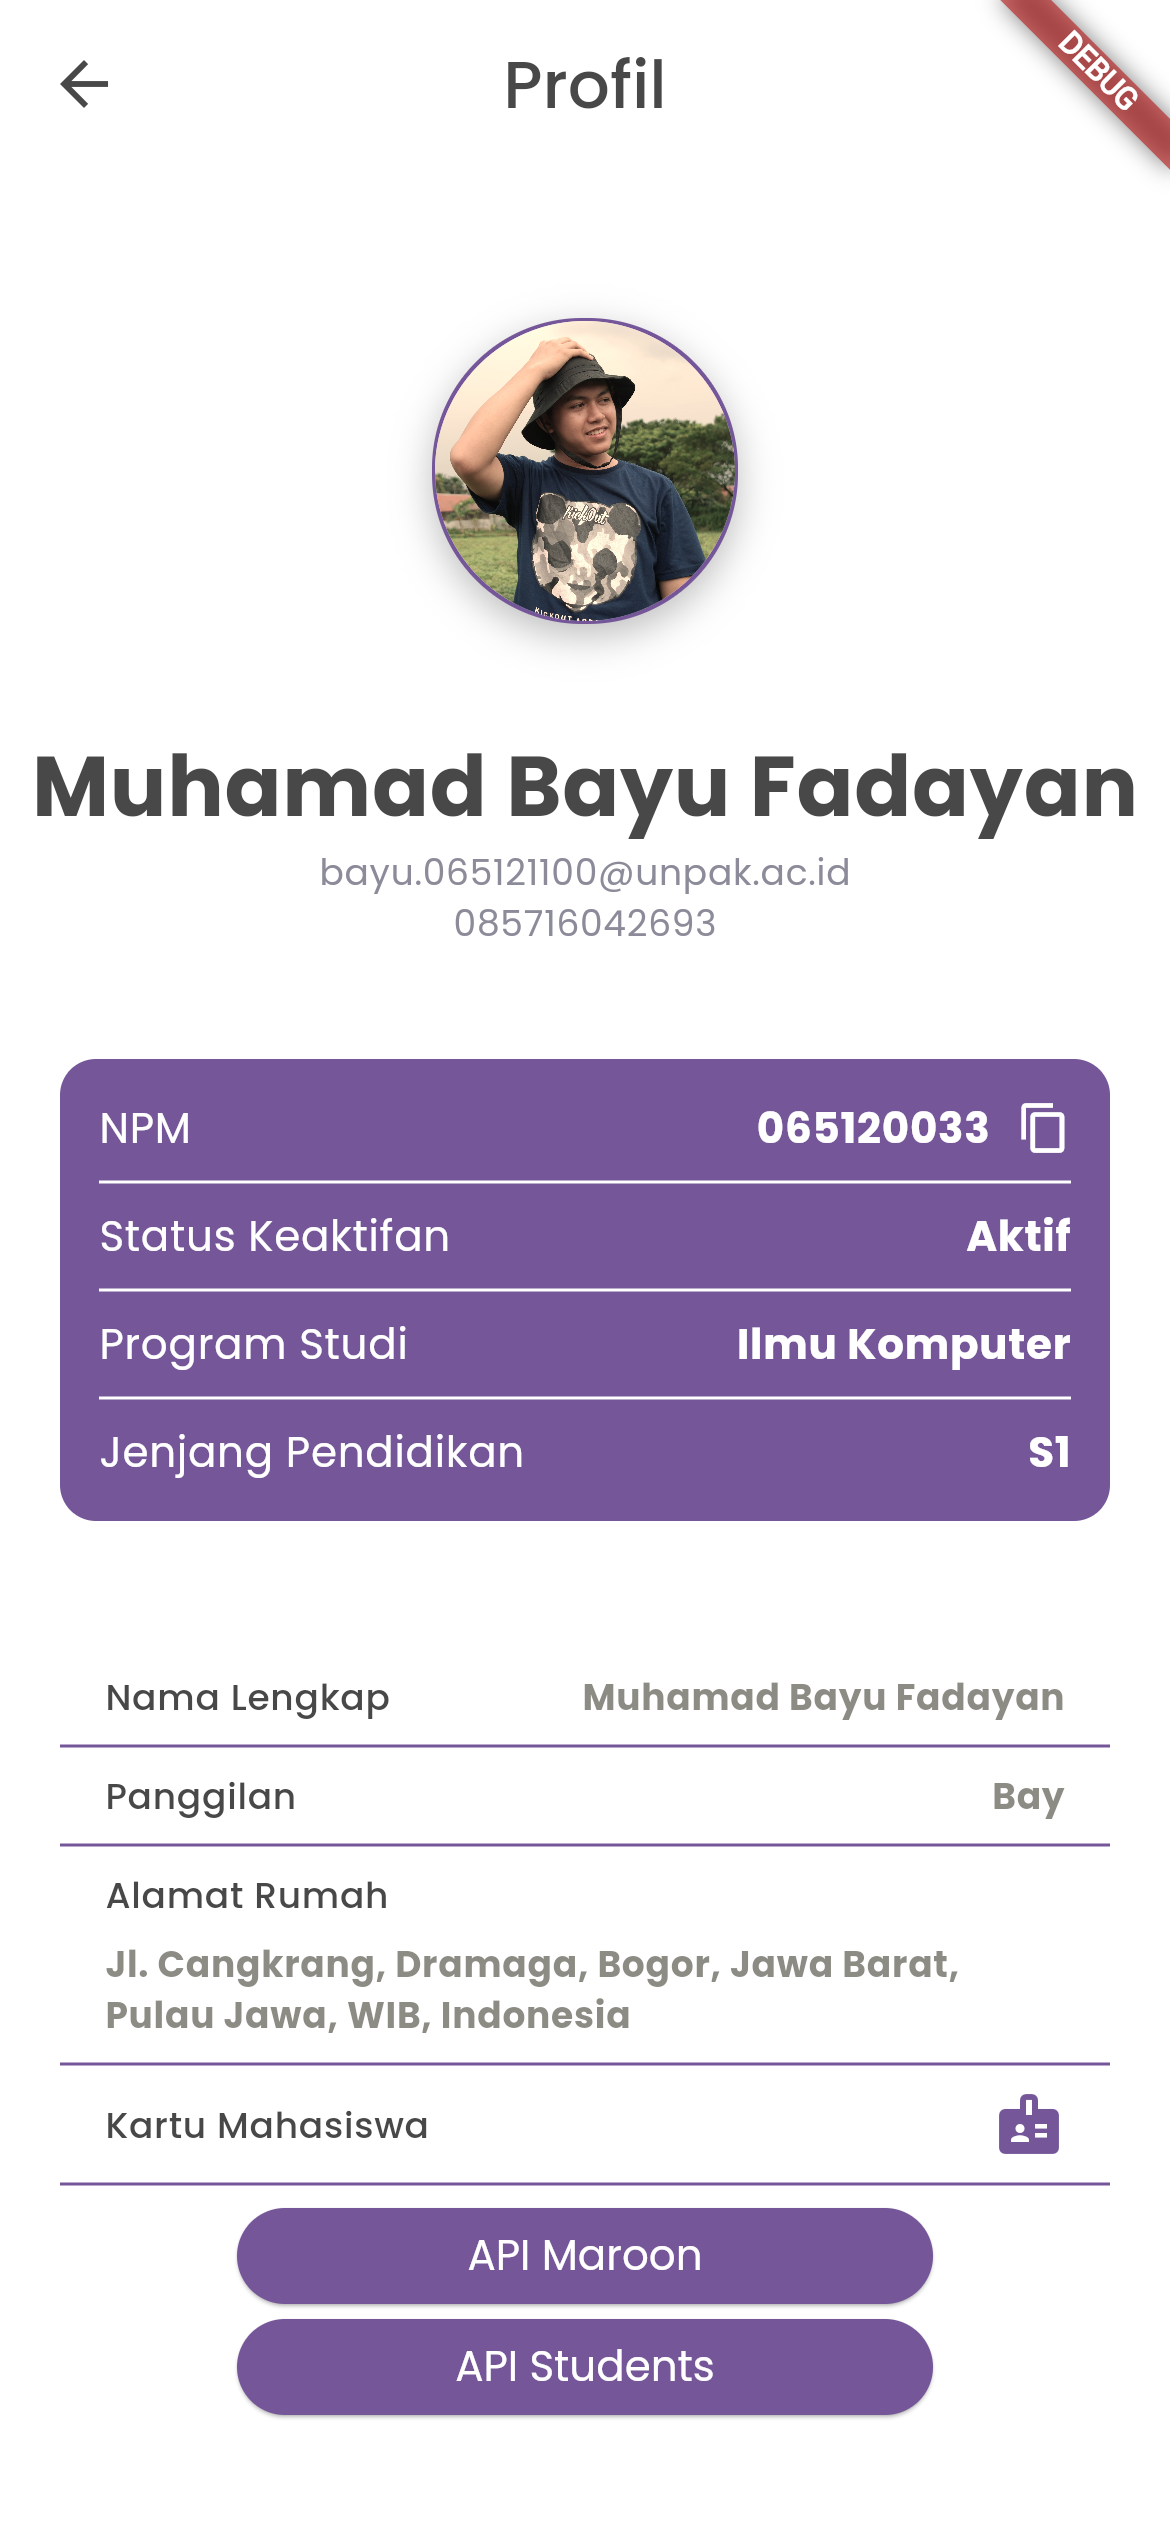 Profil
DEBUG
KickOut
KICKOUT
Muhamad Bayu Fadayan
bayu.065121100@unpak.ac.id
085716042693
NPM 065120033
Status Keaktifan Aktif
Program Studi Ilmu Komputer
Jenjang Pendidikan S1
Nama Lengkap Muhamad Bayu Fadayan
Panggilan Bay
Alamat Rumah
Jl. Cangkrang, Dramaga, Bogor, Jawa Barat,
Pulau Jawa, WIB, Indonesia
Kartu Mahasiswa
API Maroon
API Students